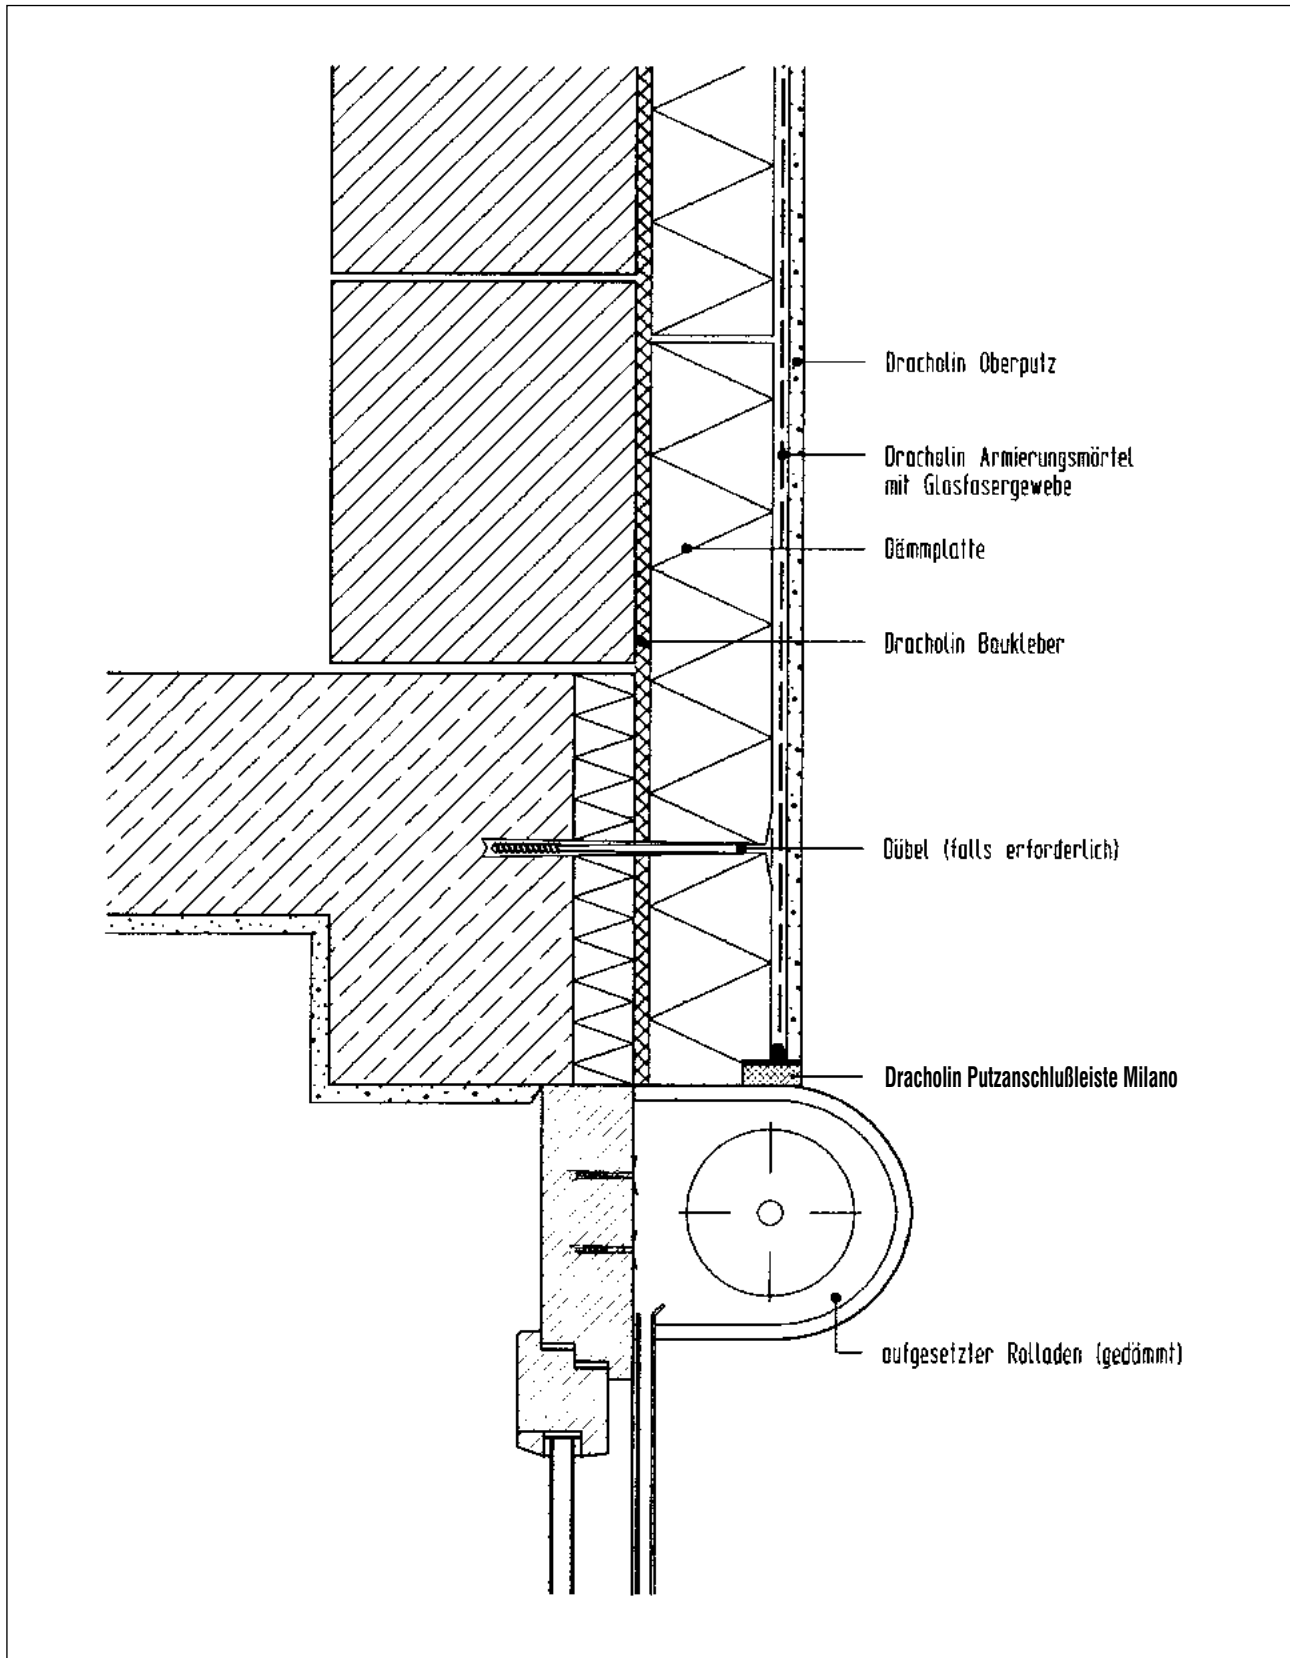 Dracholin Oberputz
Dracholin Armierungsmörtel
mit Glasfasergewebe
Dämmplatte
Dracholin Baukleber
Dübel (falls erforderlich)
Dracholin Putzanschlußleiste Milano
aufgesetzter Rolladen (gedämmt)